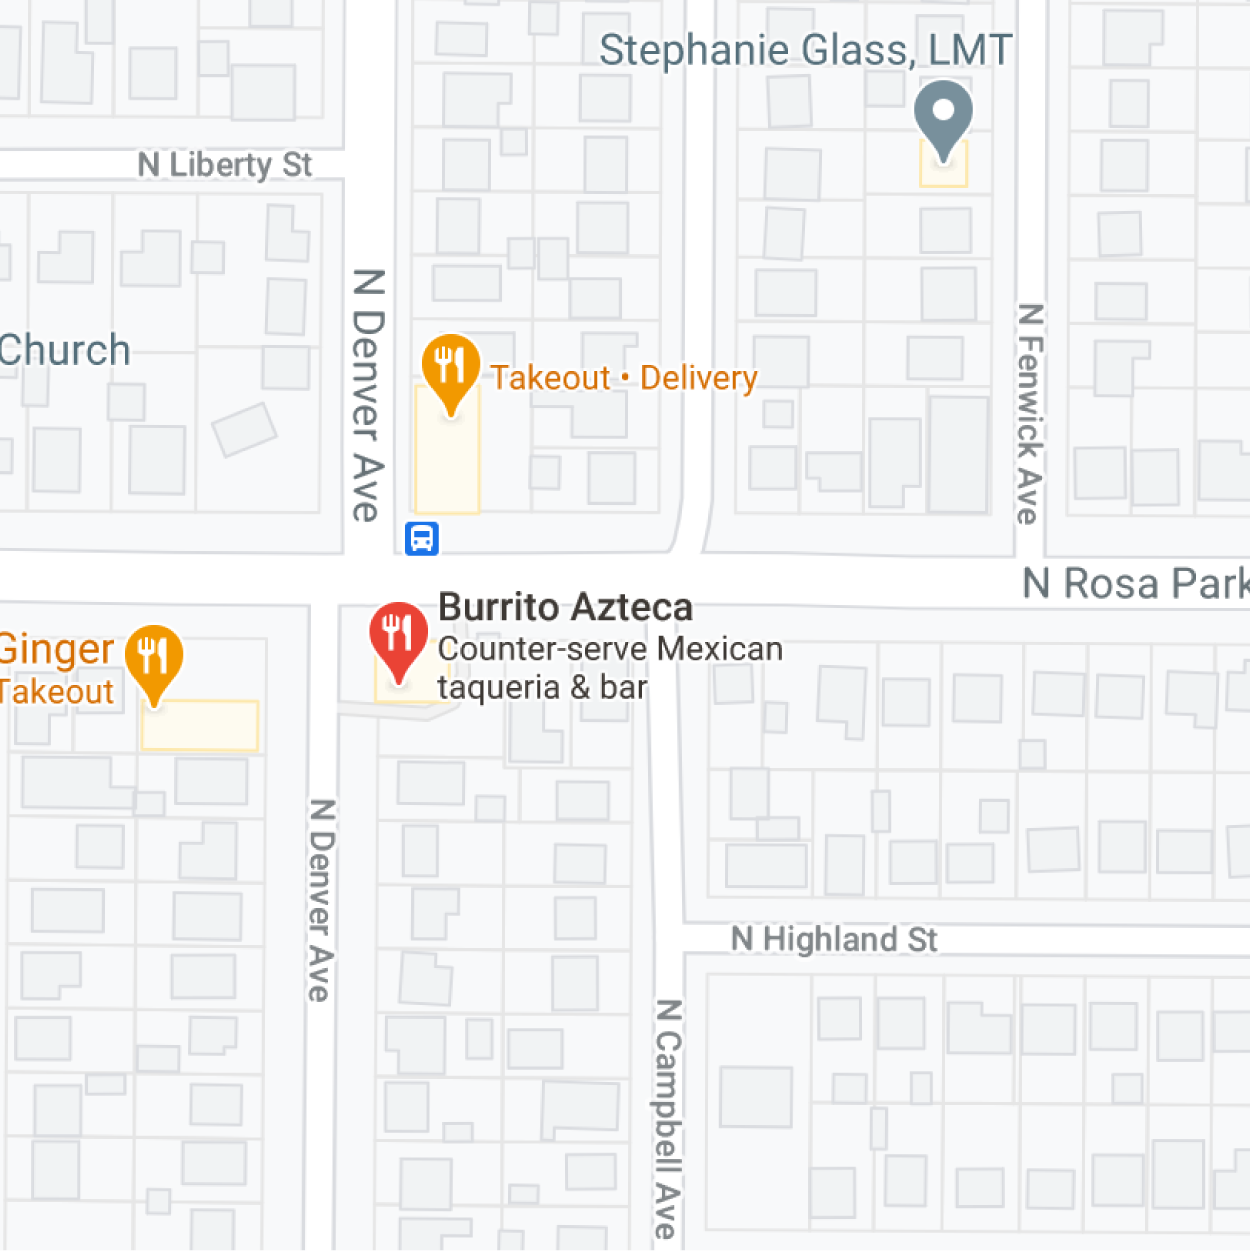 Stephanie Glass, LMT
N Liberty St
N Denver Ave
Church
Takeout • Delivery
N Fenwick Ave
N Rosa Park
Burrito Azteca
Counter-serve Mexican
taqueria & bar
Ginger
Takeout
N Denver Ave
N Highland St
N Campbell Ave